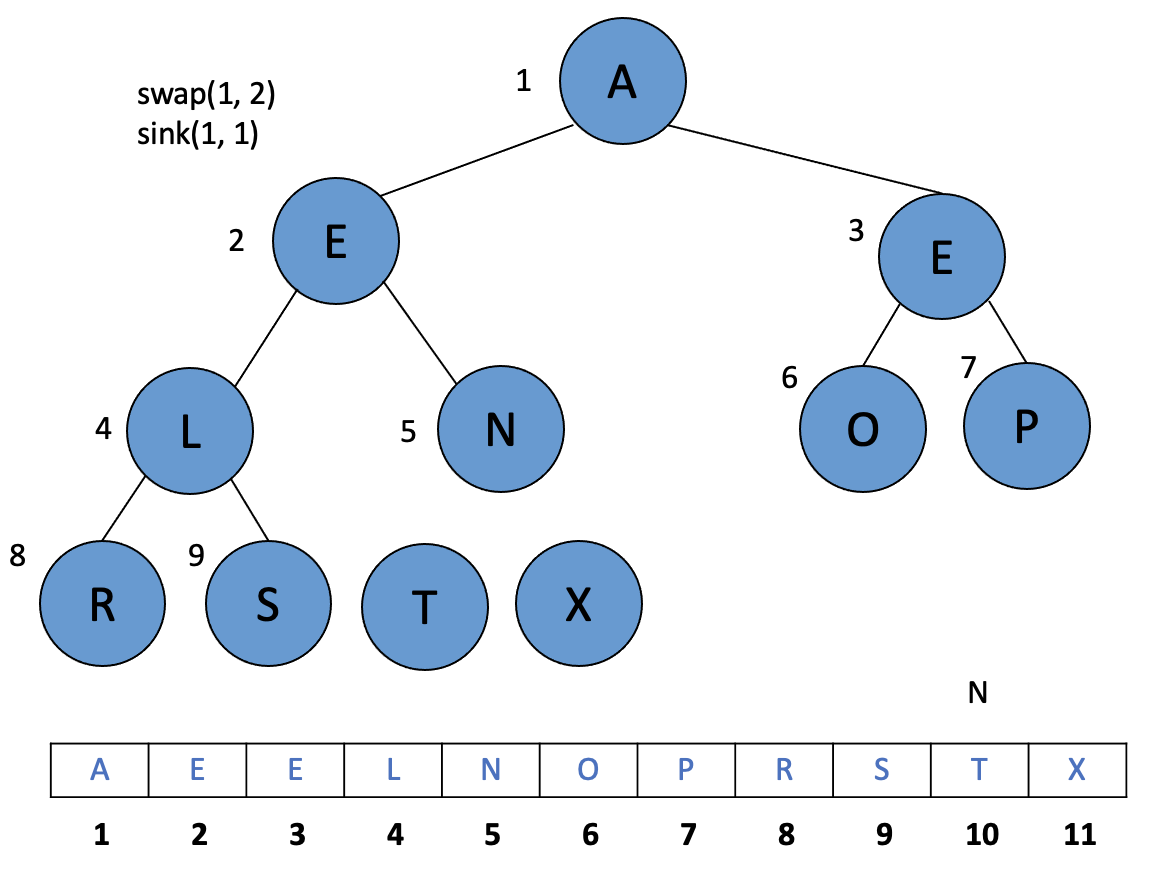 1
A
swap(1, 2)
sink(1, 1)
2
E
3
E
4
L
5
N
6
O
7
P
8
R
9
S
T
X
N
A E E L N O P R S T X
1 2 3 4 5 6 7 8 9 10 11